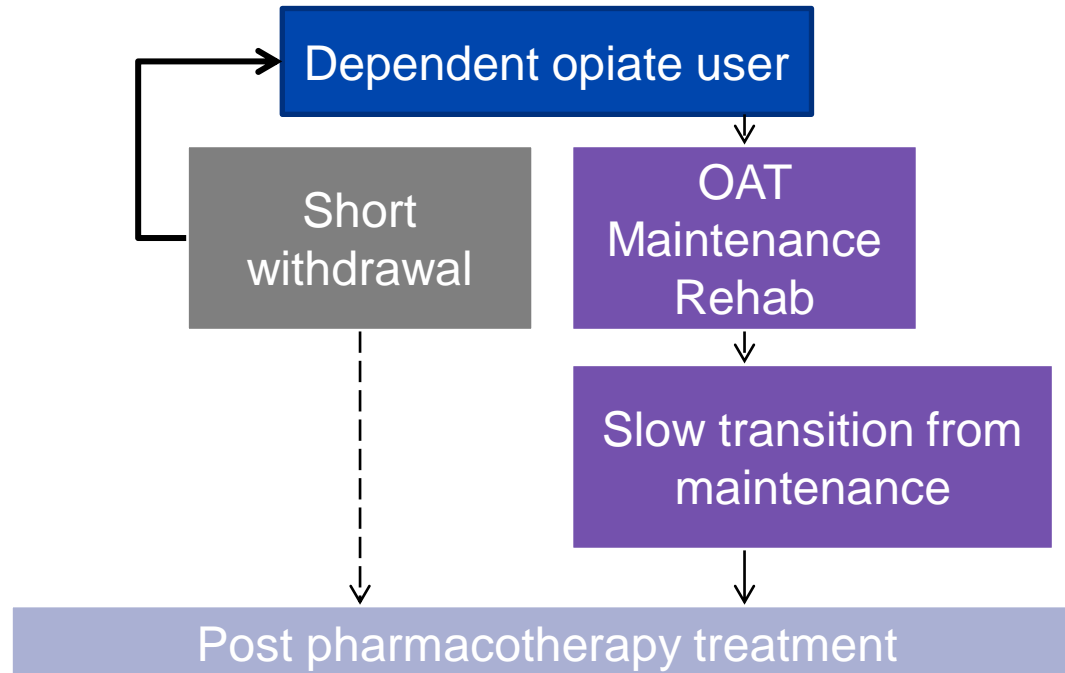 Dependent opiate user
Short
withdrawal
OAT
Maintenance
Rehab
Slow transition from
maintenance
Post pharmacotherapy treatment